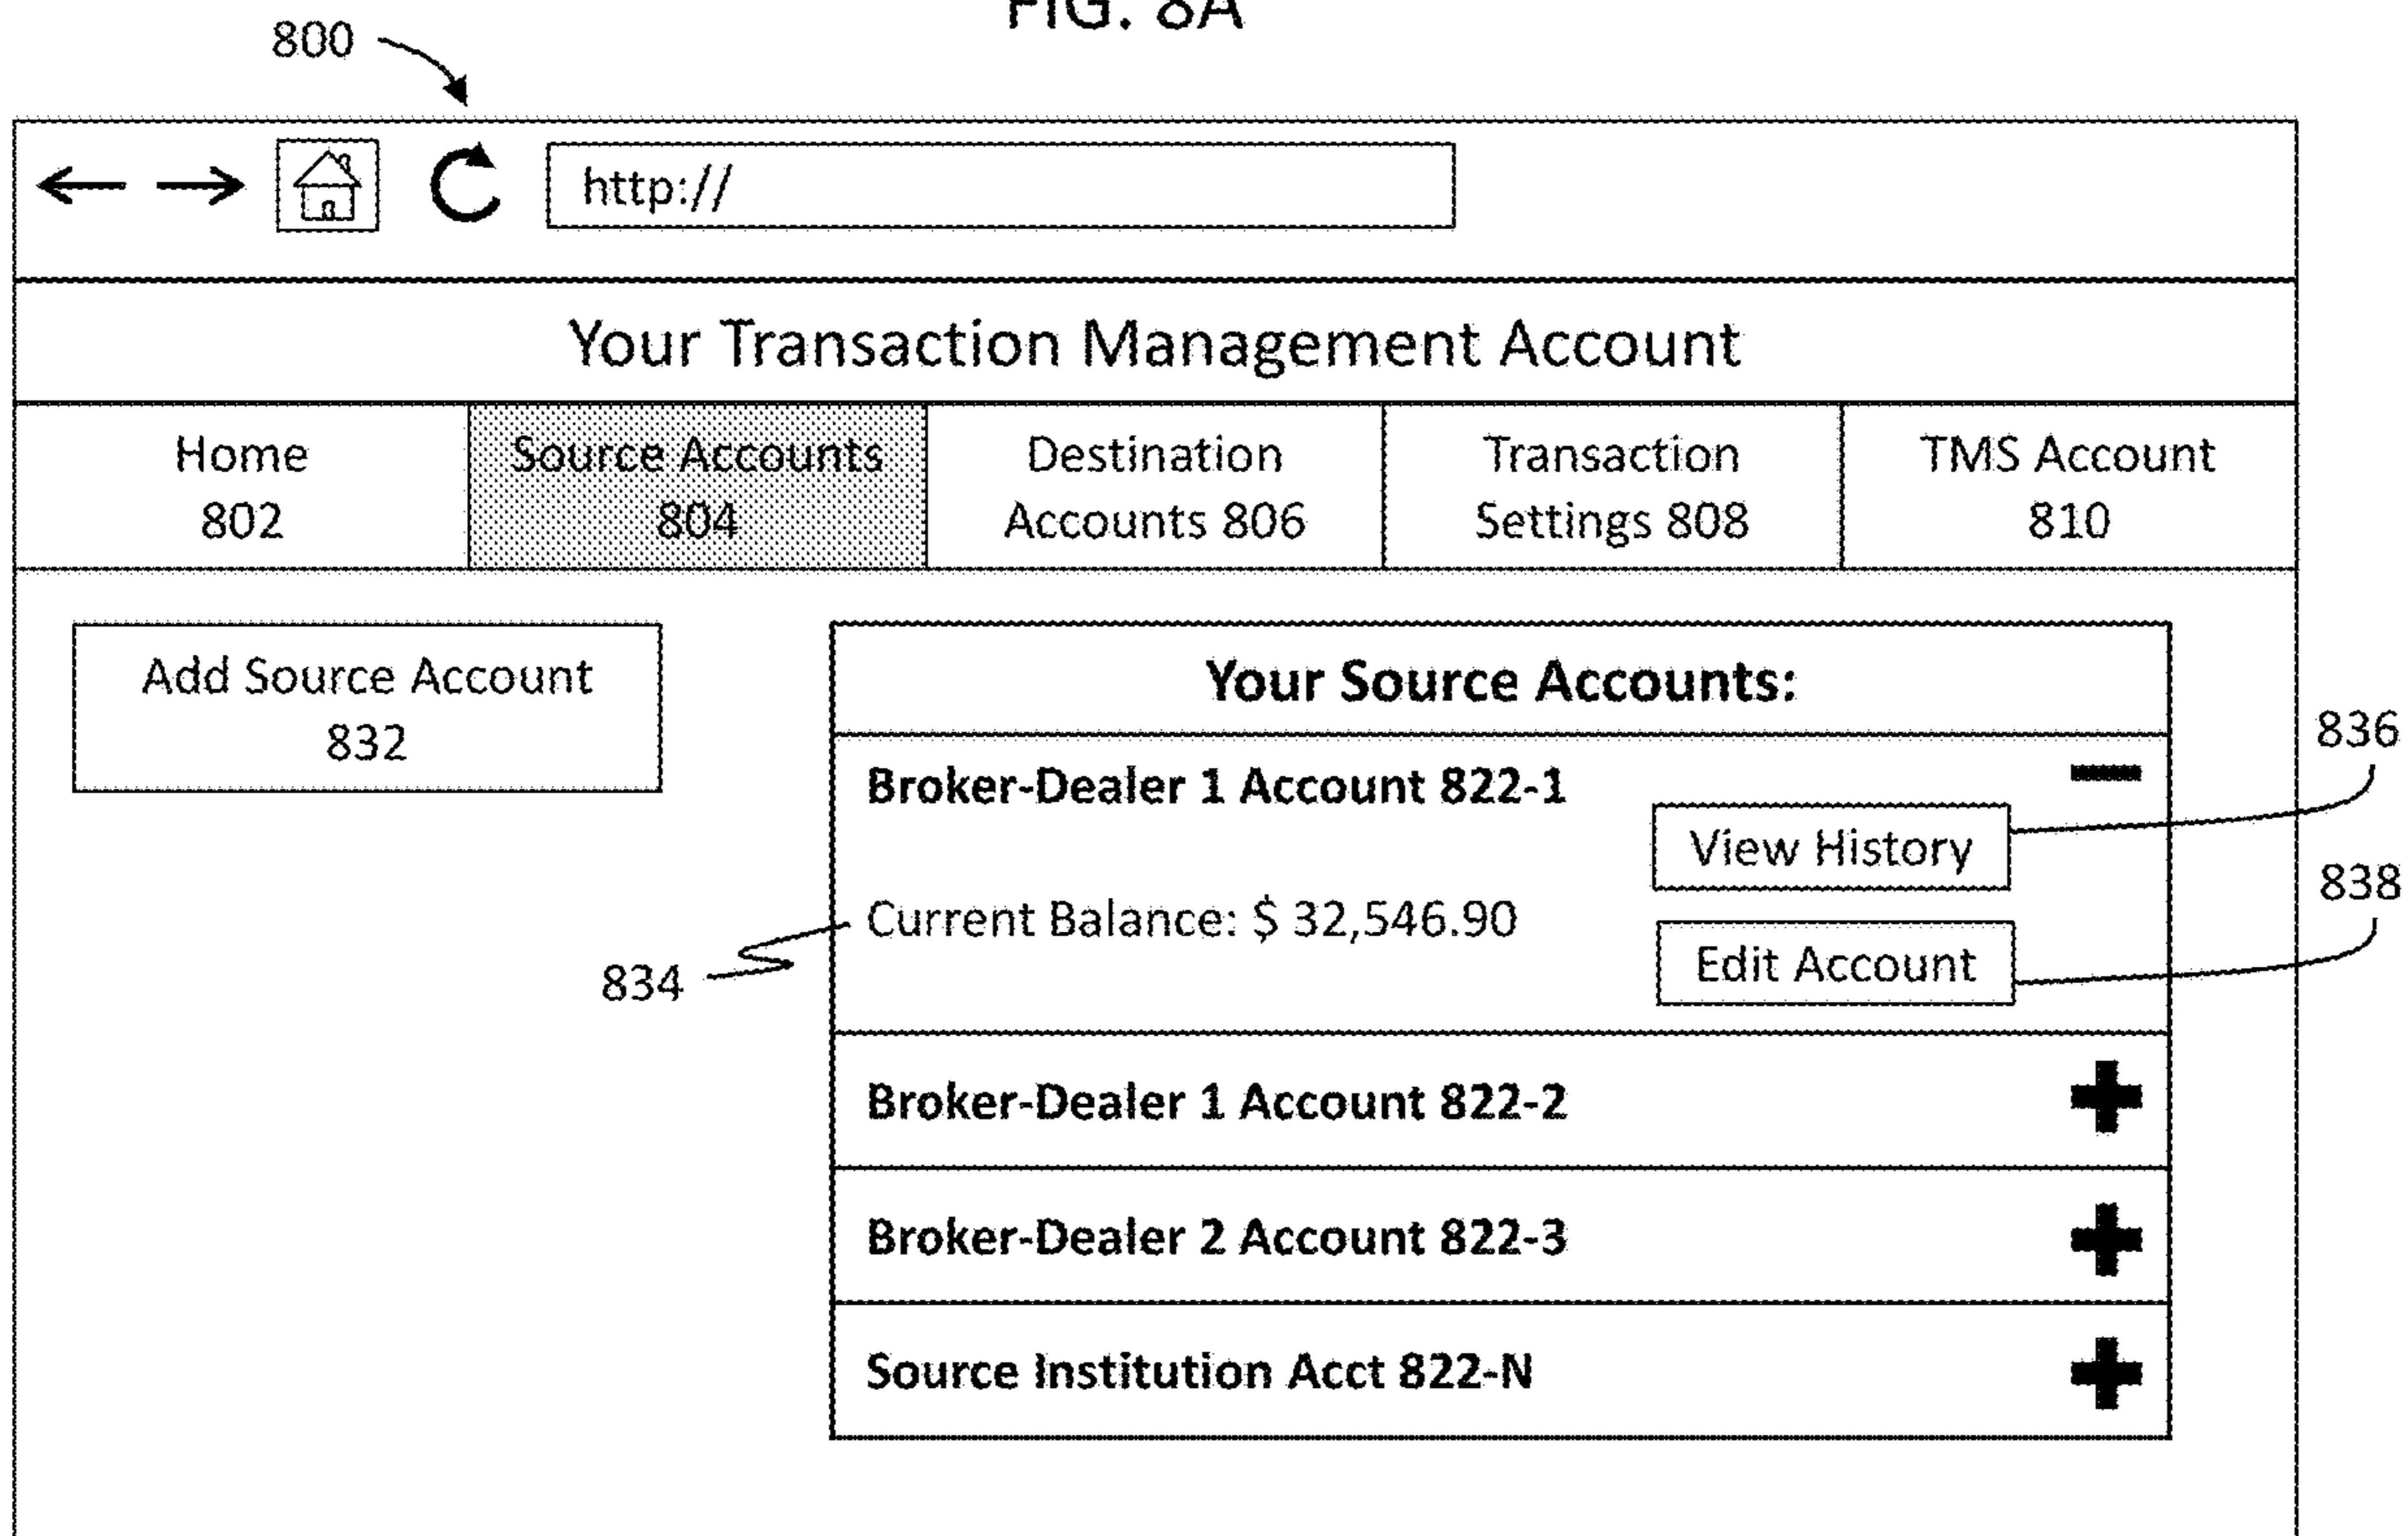 FIG. 8A
800
http://
Your Transaction Management Account
Home
802
Source Accounts
804
Destination
Accounts 806
Transaction
Settings 808
TMS Account
810
Add Source Account
832
Your Source Accounts:
836
Broker-Dealer 1 Account 822-1
View History
838
Current Balance: $ 32,546.90
Edit Account
834
Broker-Dealer 1 Account 822-2
Broker-Dealer 2 Account 822-3
Source Institution Acct 822-N